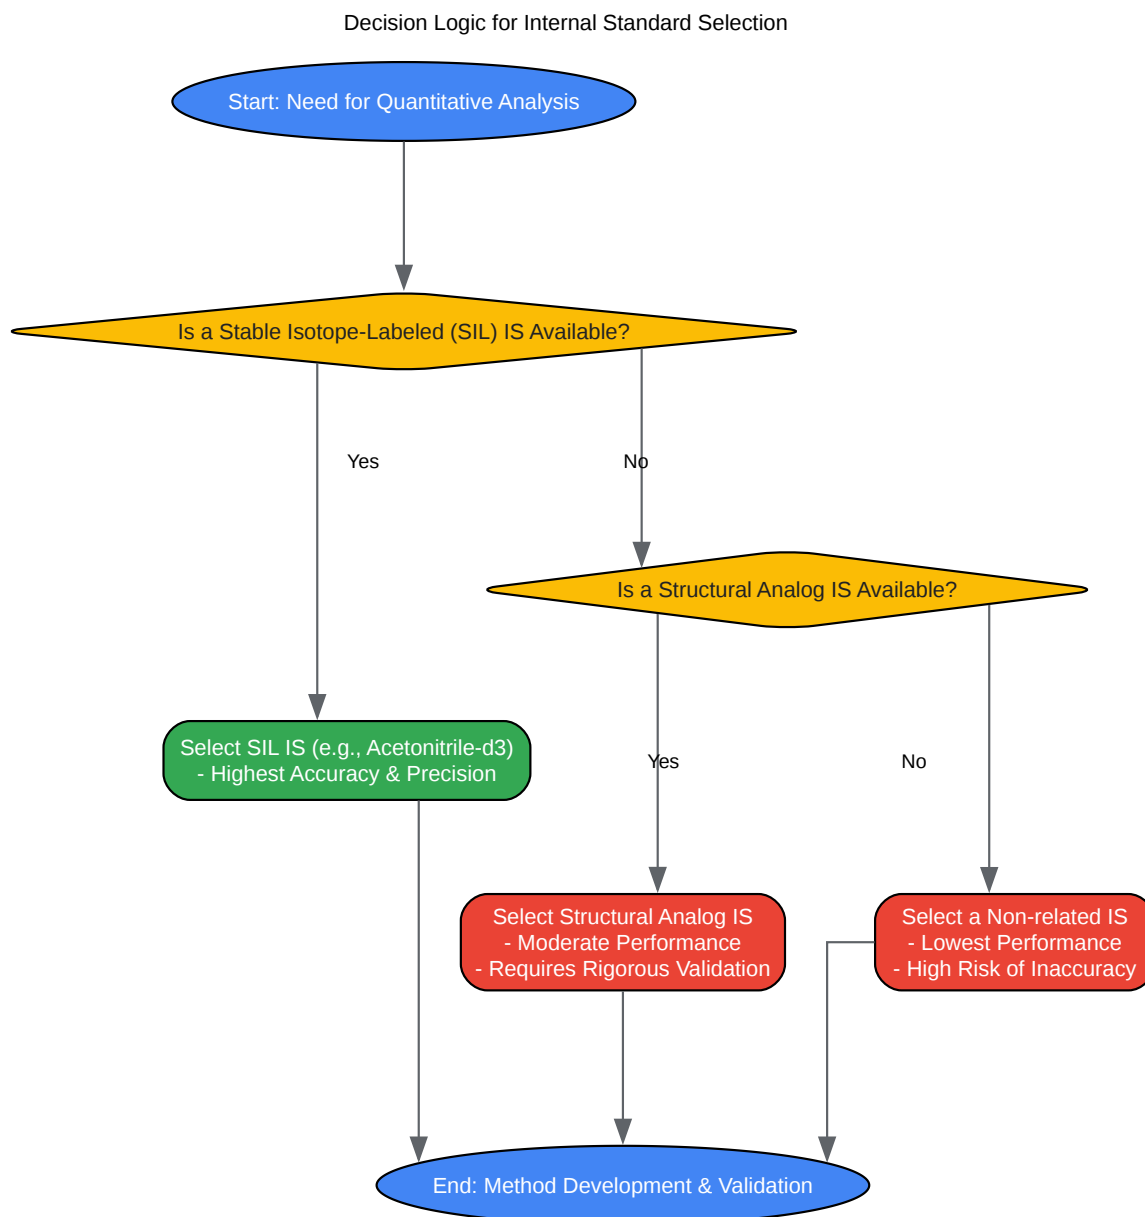 Decision Logic for Internal Standard Selection
Start: Need for Quantitative Analysis
Is a Stable Isotope-Labeled (SIL) IS Available?
Yes
No
Is a Structural Analog IS Available?
Select SIL IS (e.g., Acetonitrile-d3)
- Highest Accuracy & Precision
Yes
No
Select Structural Analog IS
- Moderate Performance
- Requires Rigorous Validation
Select a Non-related IS
- Lowest Performance
- High Risk of Inaccuracy
End: Method Development & Validation